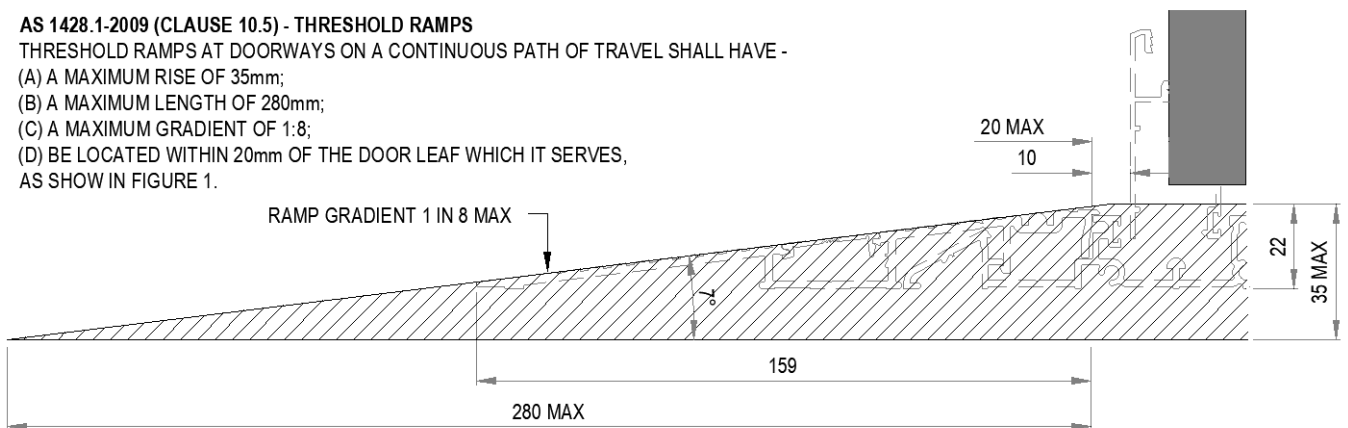 AS 1428.1-2009 (CLAUSE 10.5) - THRESHOLD RAMPS
THRESHOLD RAMPS AT DOORWAYS ON A CONTINUOUS PATH OF TRAVEL SHALL HAVE -
(A) A MAXIMUM RISE OF 35mm;
(B) A MAXIMUM LENGTH OF 280mm;
(C) A MAXIMUM GRADIENT OF 1:8;
(D) BE LOCATED WITHIN 20mm OF THE DOOR LEAF WHICH IT SERVES,
AS SHOW IN FIGURE 1.
20 MAX
10
RAMP GRADIENT 1 IN 8 MAX
22
35 MAX
7°
159
280 MAX